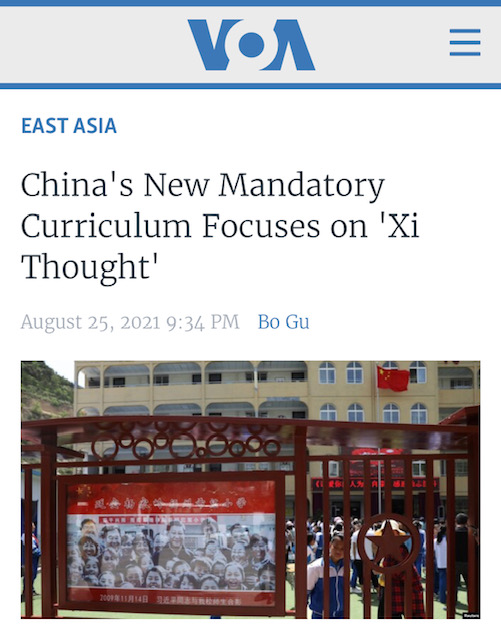 VOA
EAST ASIA
China's New Mandatory
Curriculum Focuses on 'Xi
Thought'
August 25, 2021 9:34 PM Bo Gu
2009年11月14日
Reuters